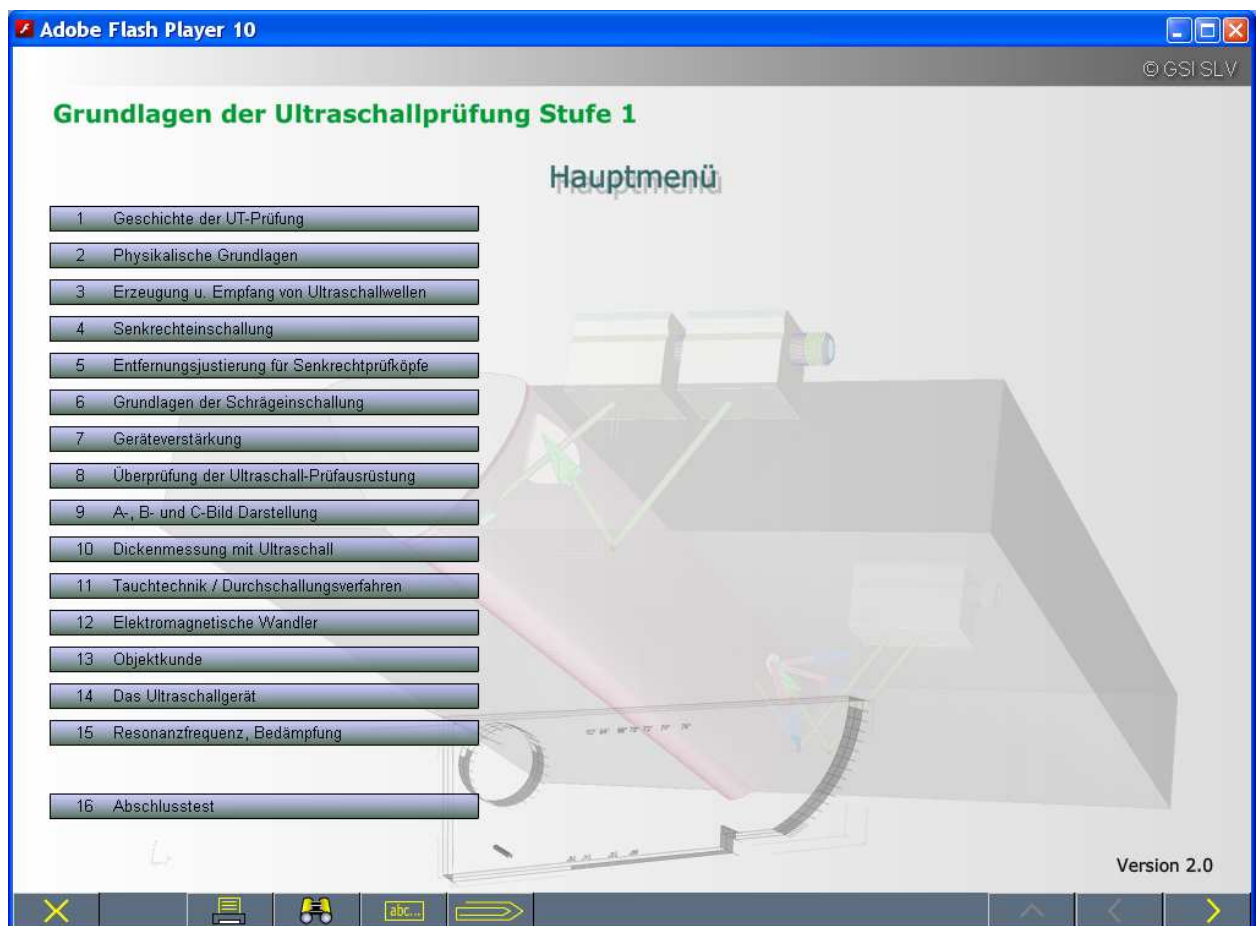 Adobe Flash Player 10
© GSI SLV
Grundlagen der Ultraschallprüfung Stufe 1
Hauptmenü
1 Geschichte der UT-Prüfung
2 Physikalische Grundlagen
3 Erzeugung u. Empfang von Ultraschallwellen
4 Senkrechteinschallung
5 Entfernungsjustierung für Senkrechtprüfköpfe
6 Grundlagen der Schrägeinschallung
7 Geräteverstärkung
8 Überprüfung der Ultraschall-Prüfausrüstung
9 A-, B- und C-Bild Darstellung
10 Dickenmessung mit Ultraschall
11 Tauchtechnik / Durchschallungsverfahren
12 Elektromagnetische Wandler
13 Objektkunde
14 Das Ultraschallgerät
15 Resonanzfrequenz, Bedämpfung
16 Abschlusstest
Version 2.0
abc...